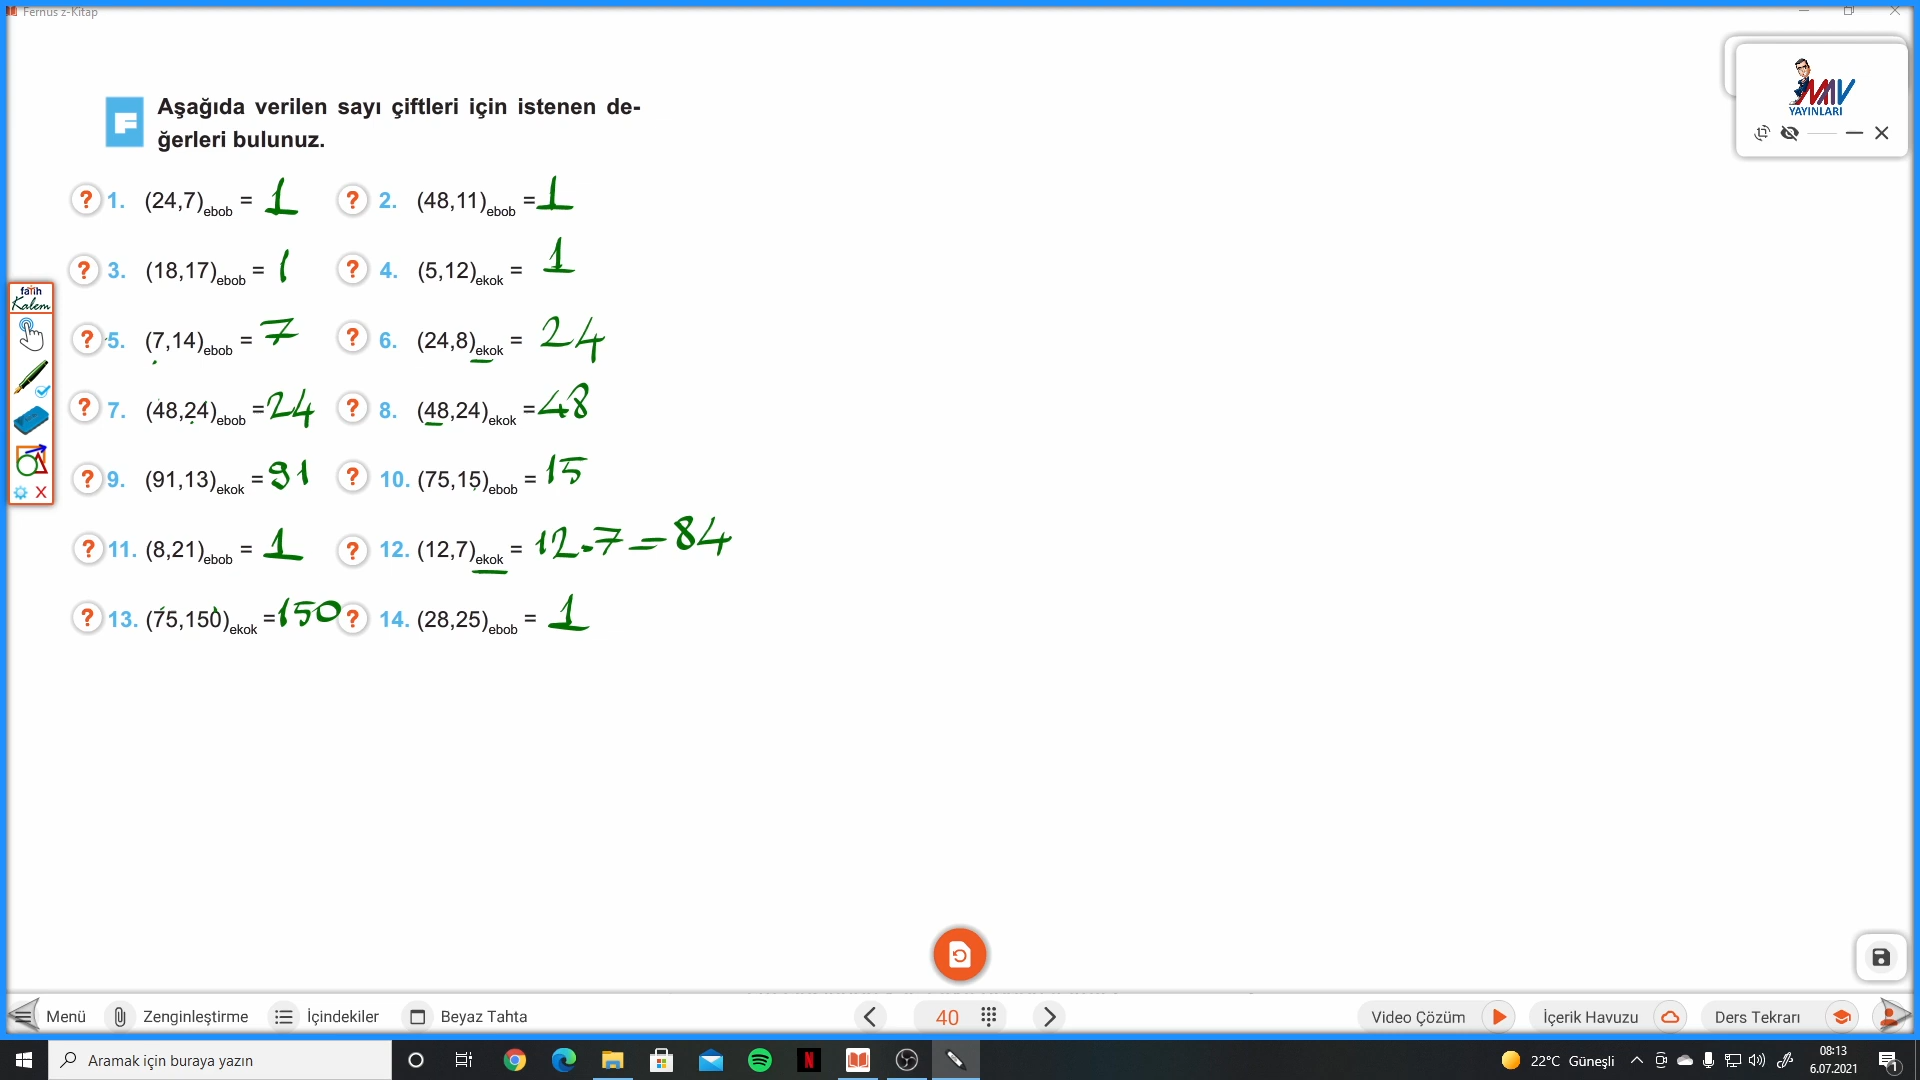 Fernus z-Kitap
MMV
YAYINLARI
F Aşağıda verilen sayı çiftleri için istenen de-
ğerleri bulunuz.
? 1. (24,7)ebob = 1 ? 2. (48,11)ebob = 1
? 3. (18,17)ebob = 1 ? 4. (5,12)ekok = 1
? 5. (7,14)ebob = 7 ? 6. (24,8)ekok = 24
? 7. (48,24)ebob = 24 ? 8. (48,24)ekok = 48
? 9. (91,13)ekok = 91 ? 10. (75,15)ebob = 15
? 11. (8,21)ebob = 1 ? 12. (12,7)ekok = 12.7=84
? 13. (75,150)ekok = 150 ? 14. (28,25)ebob = 1
fatih
Kalem
Menü Zenginleştirme İçindekiler Beyaz Tahta 40 Video Çözüm İçerik Havuzu Ders Tekrarı
Aramak için buraya yazın 22°C Güneşli 08:13
6.07.2021
1